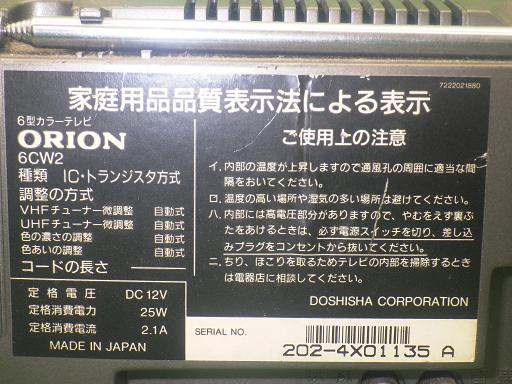 7222021880
家庭用品品質表示法による表示
6型カラーテレビ
ORION
6CW2
種類 IC・トランジスタ方式
調整の方式
VHFチューナー微調整 自動式
UHFチューナー微調整 自動式
色の濃さの調整 自動式
色あいの調整 自動式
コードの長さ
定格電圧 DC 12V
定格消費電力 25W
定格消費電流 2.1A
MADE IN JAPAN
ご使用上の注意
イ. 内部の温度が上昇しますので通風孔の周囲に適当な間
隔をおいてください。
ロ. 温度の高い場所や湿気の多い場所は避けてください。
ハ. 内部には高電圧部分がありますので、やむをえず裏ぶ
たをあけるときは、必ず電源スイッチを切り、差し込
みプラグをコンセントから抜いてください。
ニ. ちり、ほこりを取るためテレビの内部を掃除するとき
は電器店に相談してください。
DOSHISHA CORPORATION
SERIAL NO.
202-4X01135 A